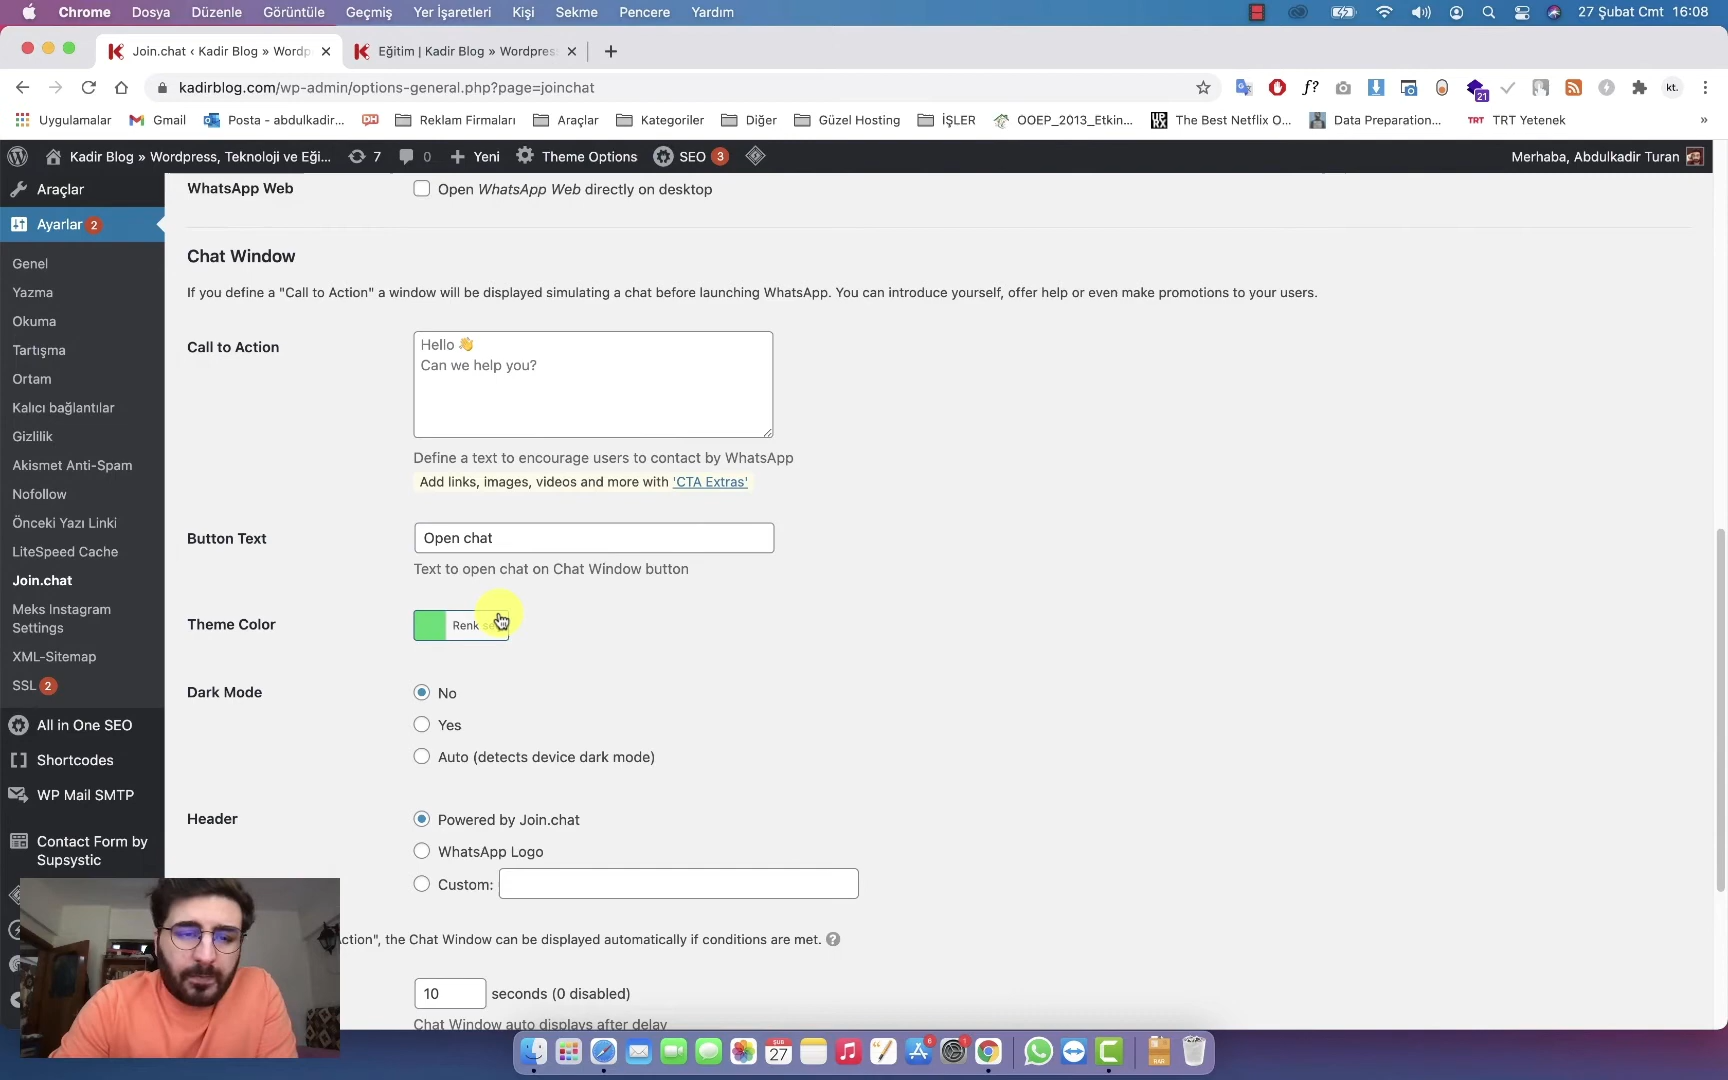 Chrome Dosya Düzenle Görüntüle Geçmiş Yer İşaretleri Kişi Sekme Pencere Yardım 27 Şubat Cmt 16:08
Join.chat ‹ Kadir Blog » Wordp Eğitim | Kadir Blog » Wordpres
kadirblog.com/wp-admin/options-general.php?page=joinchat f? 21 kt.
Uygulamalar Gmail Posta - abdulkadir... DH Reklam Firmaları Araçlar Kategoriler Diğer Güzel Hosting İŞLER OOEP_2013_Etkin... The Best Netflix O... Data Preparation... TRT TRT Yetenek »
Kadir Blog » Wordpress, Teknoloji ve Eği... 7 0 Yeni Theme Options SEO 3 Merhaba, Abdulkadir Turan
Araçlar
Ayarlar 2
Genel
Yazma
Okuma
Tartışma
Ortam
Kalıcı bağlantılar
Gizlilik
Akismet Anti-Spam
Nofollow
Önceki Yazı Linki
LiteSpeed Cache
Join.chat
Meks Instagram
Settings
XML-Sitemap
SSL 2
All in One SEO
Shortcodes
WP Mail SMTP
Contact Form by
Supsystic
WhatsApp Web Open WhatsApp Web directly on desktop
Chat Window
If you define a "Call to Action" a window will be displayed simulating a chat before launching WhatsApp. You can introduce yourself, offer help or even make promotions to your users.
Call to Action Hello 👋
Can we help you?
Define a text to encourage users to contact by WhatsApp
Add links, images, videos and more with 'CTA Extras'
Button Text Open chat
Text to open chat on Chat Window button
Theme Color Renk
Dark Mode No
Yes
Auto (detects device dark mode)
Header Powered by Join.chat
WhatsApp Logo
Custom:
ction", the Chat Window can be displayed automatically if conditions are met. ?
10 seconds (0 disabled)
Chat Window auto displays after delay
27 6 1